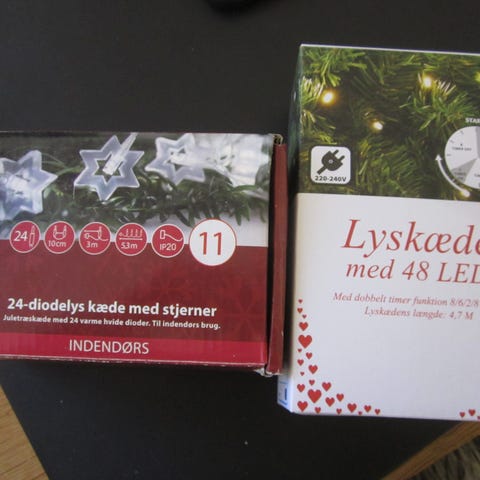 24
10cm
3m
5,3m
IP20
11
24-diodelys kæde med stjerner
Juletræskæde med 24 varme hvide dioder. Til indendørs brug.
INDENDØRS
220-240V
Lyskæde
med 48 LED
Med dobbelt timer funktion 8/6/2/8
Lyskædens længde: 4,7 M